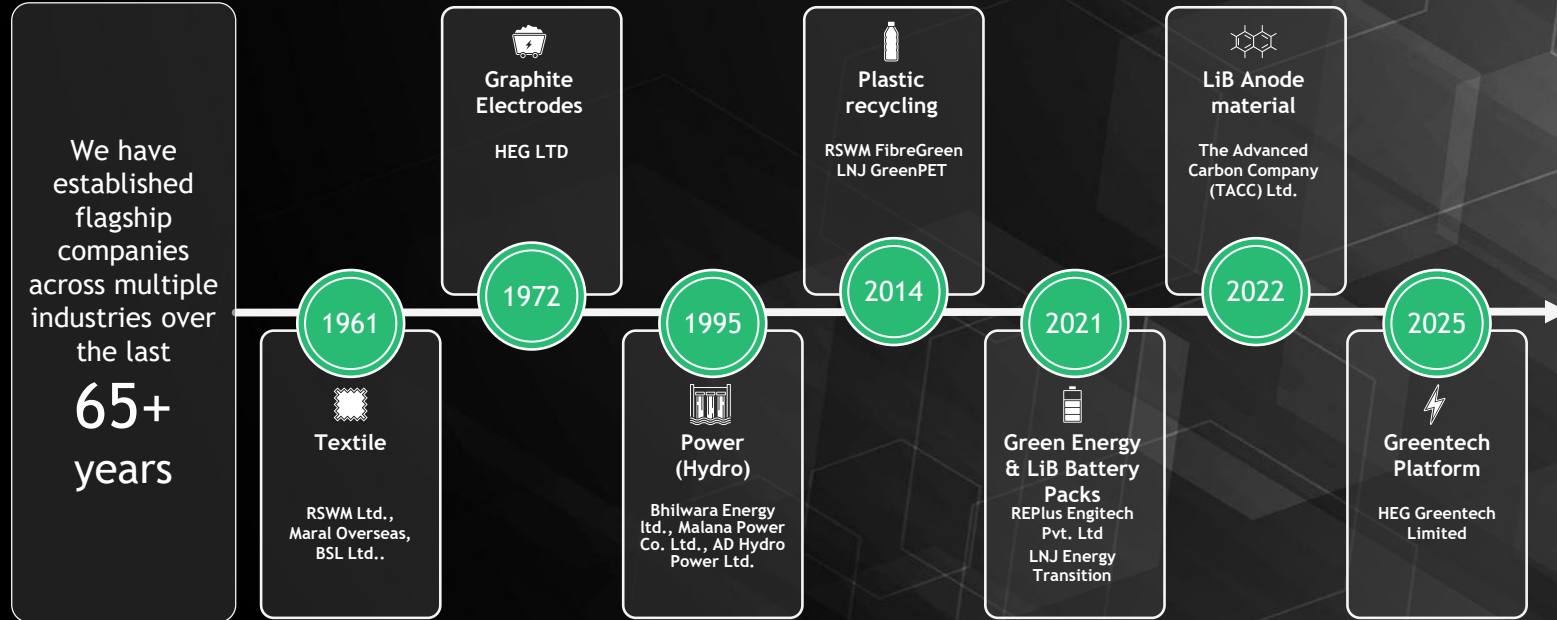 We have
established
flagship
companies
across multiple
industries over
the last
65+
years
1961
Textile
RSWM Ltd.,
Maral Overseas,
BSL Ltd..
Graphite
Electrodes
HEG LTD
1972
1995
Power
(Hydro)
Bhilwara Energy
ltd., Malana Power
Co. Ltd., AD Hydro
Power Ltd.
Plastic
recycling
RSWM FibreGreen
LNJ GreenPET
2014
2021
Green Energy
& LiB Battery
Packs
REPlus Engitech
Pvt. Ltd
LNJ Energy
Transition
LiB Anode
material
The Advanced
Carbon Company
(TACC) Ltd.
2022
2025
Greentech
Platform
HEG Greentech
Limited